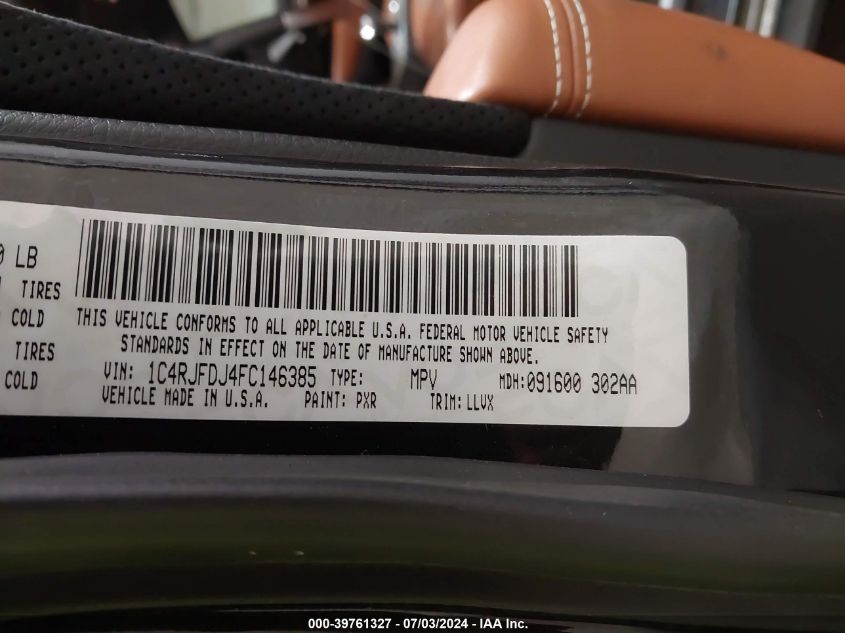 0 LB
TIRES
COLD
TIRES
COLD
THIS VEHICLE CONFORMS TO ALL APPLICABLE U.S.A. FEDERAL MOTOR VEHICLE SAFETY
STANDARDS IN EFFECT ON THE DATE OF MANUFACTURE SHOWN ABOVE.
VIN: 1C4RJFDJ4FC146385 TYPE: MPV MDH:091600 302AA
VEHICLE MADE IN U.S.A. PAINT: PXR TRIM:LLVX
000-39761327 - 07/03/2024 - IAA Inc.